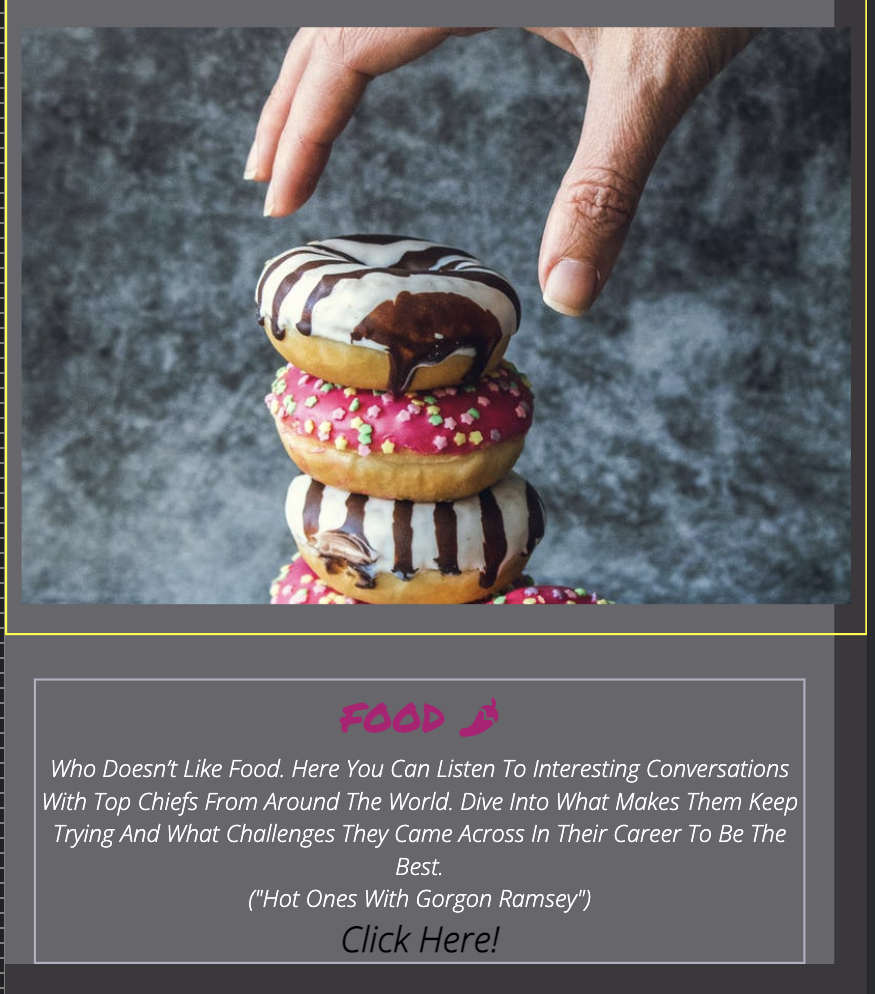 FOOD
Who Doesn’t Like Food. Here You Can Listen To Interesting Conversations
With Top Chiefs From Around The World. Dive Into What Makes Them Keep
Trying And What Challenges They Came Across In Their Career To Be The
Best.
("Hot Ones With Gorgon Ramsey")
Click Here!